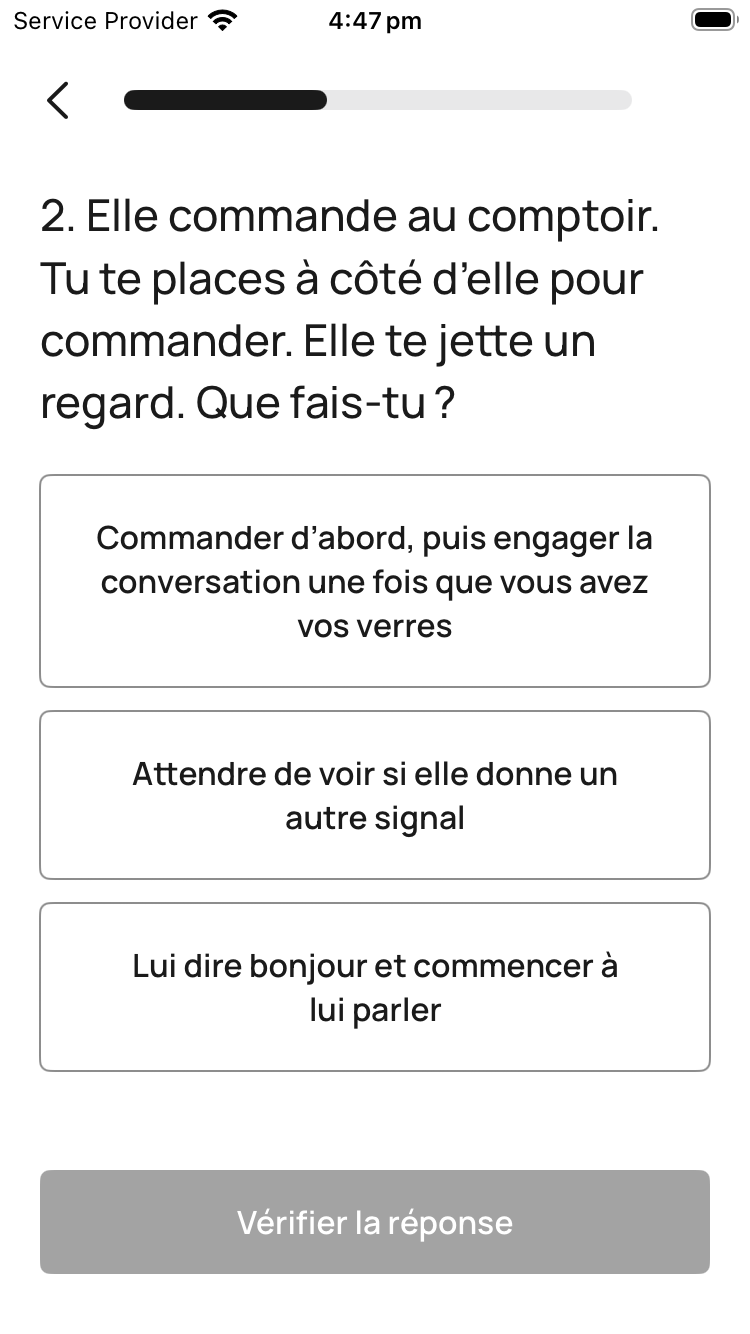 Service Provider 4:47 pm
2. Elle commande au comptoir.
Tu te places à côté d’elle pour
commander. Elle te jette un
regard. Que fais-tu ?
Commander d’abord, puis engager la
conversation une fois que vous avez
vos verres
Attendre de voir si elle donne un
autre signal
Lui dire bonjour et commencer à
lui parler
Vérifier la réponse